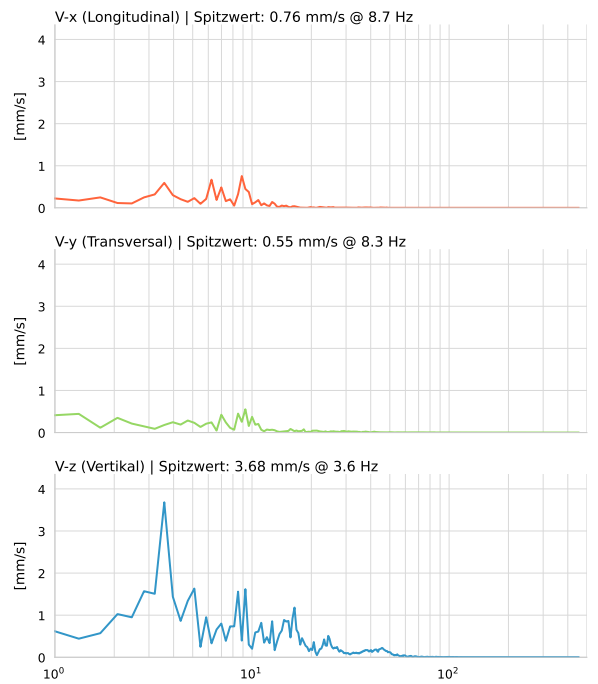 V-x (Longitudinal) | Spitzwert: 0.76 mm/s @ 8.7 Hz
4
3
2
1
0
[mm/s]
V-y (Transversal) | Spitzwert: 0.55 mm/s @ 8.3 Hz
4
3
2
1
0
[mm/s]
V-z (Vertikal) | Spitzwert: 3.68 mm/s @ 3.6 Hz
4
3
2
1
0
[mm/s]
10⁰ 10¹ 10²